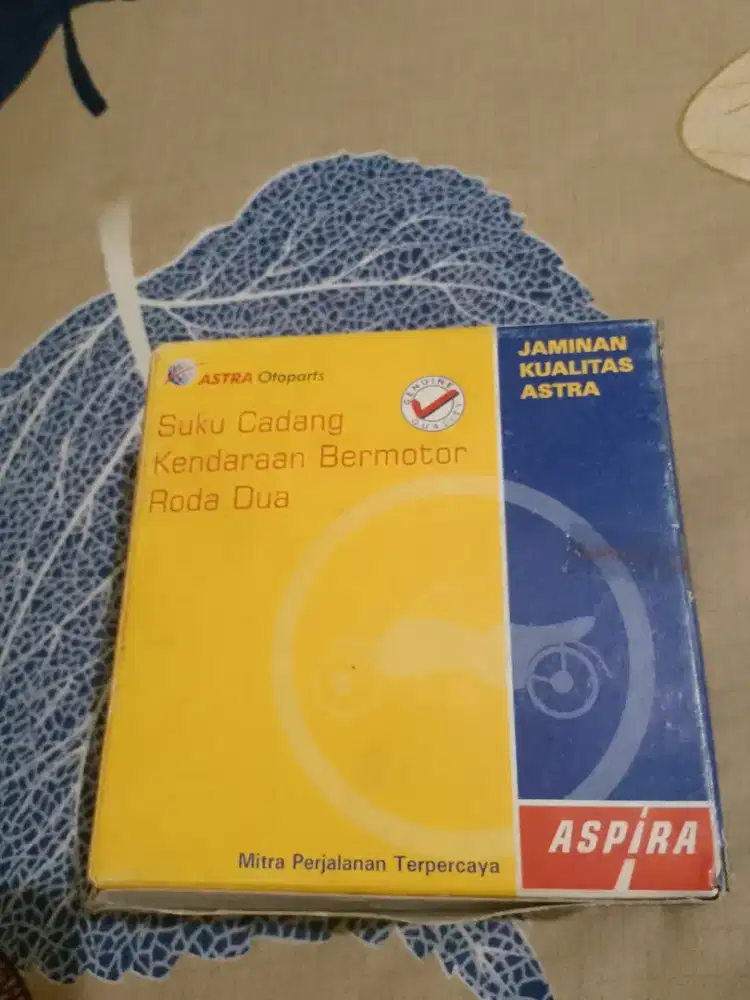 ASTRA Otoparts
GENUINE
QUALITY
Suku Cadang
Kendaraan Bermotor
Roda Dua
JAMINAN
KUALITAS
ASTRA
Mitra Perjalanan Terpercaya
ASPIRA